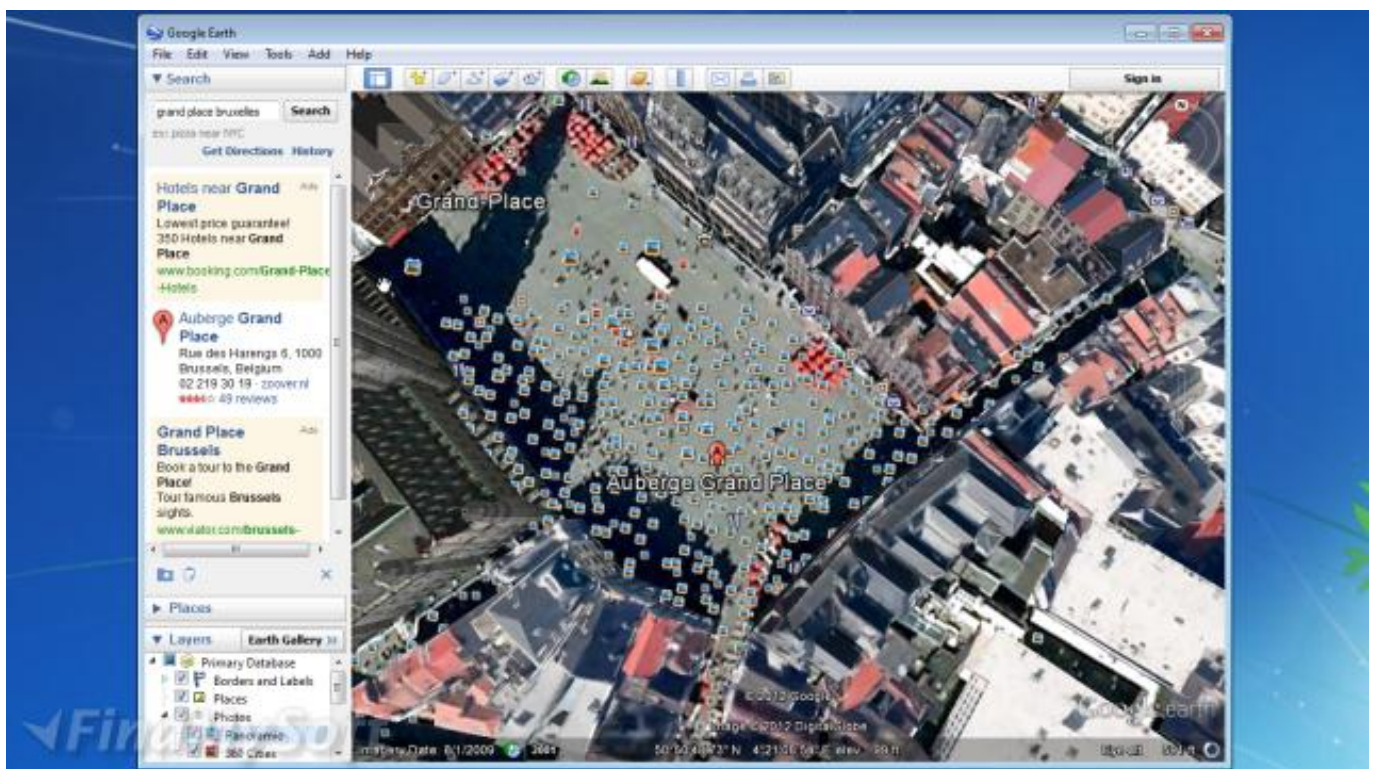 Google Earth
File Edit View Tools Add Help
Search
Sign in
grand place bruxelles Search
ex: pizza near NYC
Get Directions History
Hotels near Grand Place Ads
Lowest price guarantee!
350 Hotels near Grand
Place
www.booking.com/Grand-Place
-Hotels
A
Auberge Grand
Place
Rue des Harengs 6, 1000
Brussels, Belgium
02 219 30 19 - zoover.nl
49 reviews
Grand Place Ads
Brussels
Book a tour to the Grand
Place!
Tour famous Brussels
sights.
www.viator.com/brussels-
Places
Layers Earth Gallery
Primary Database
Borders and Labels
Places
Photos
Panoramio
360 Cities
Grand-Place
N
A
Auberge Grand Place
© 2012 Google
Image © 2012 DigitalGlobe
Google earth
Imagery Date: 8/1/2009
elev
Eye alt